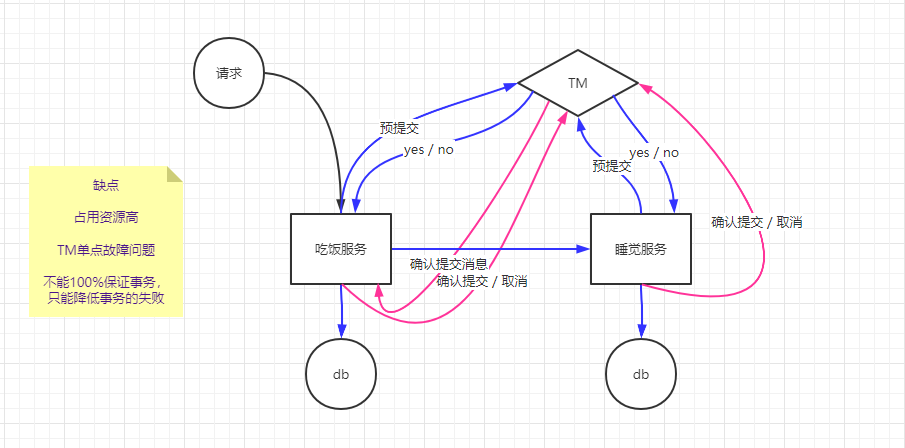 请求
TM
预提交
yes / no
yes / no
预提交
缺点
占用资源高
TM单点故障问题
不能100%保证事务，
只能降低事务的失败
吃饭服务
睡觉服务
确认提交 / 取消
确认提交消息
确认提交 / 取消
db
db